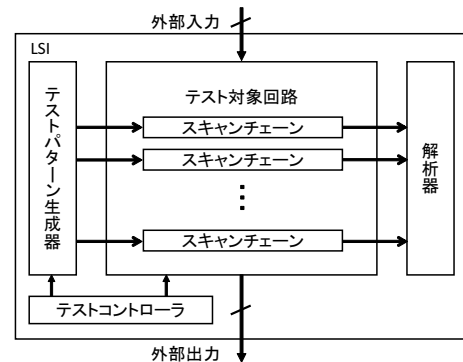 外部入力
LSI
テストパターン生成器
テスト対象回路
スキャンチェーン
スキャンチェーン
スキャンチェーン
解析器
テストコントローラ
外部出力